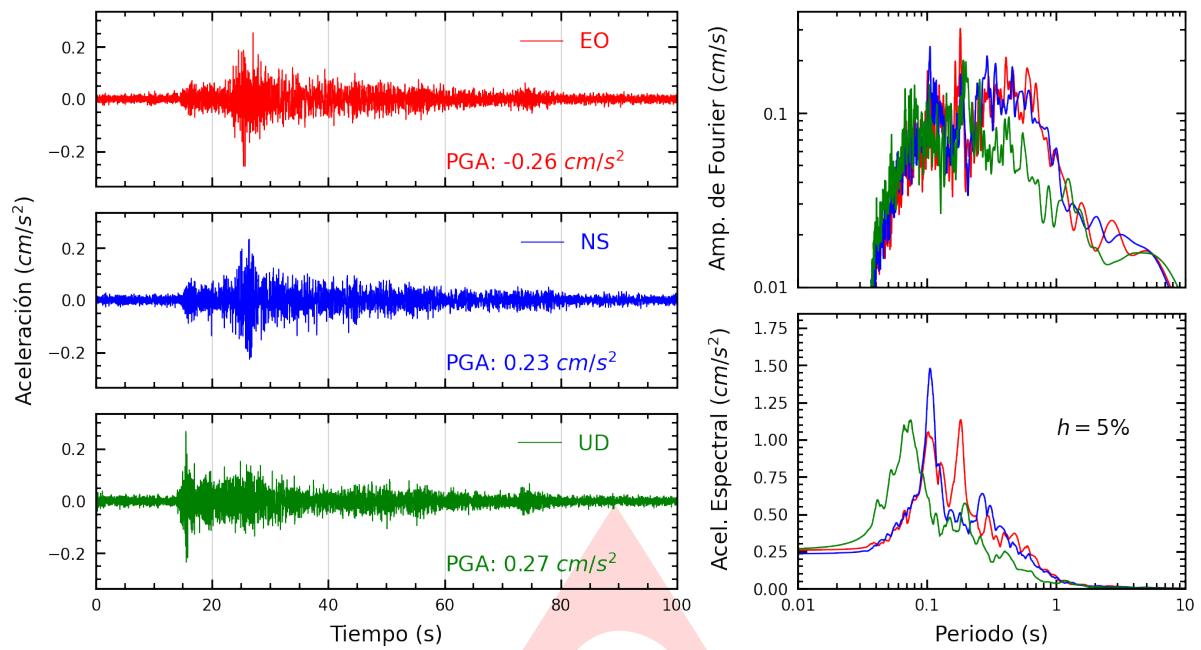 Aceleración (cm/s²)
0.2
0.0
−0.2
EO
PGA: -0.26 cm/s²
0.2
0.0
−0.2
NS
PGA: 0.23 cm/s²
0.2
0.0
−0.2
UD
PGA: 0.27 cm/s²
0 20 40 60 80 100
Tiempo (s)
Amp. de Fourier (cm/s)
0.1
0.01
Acel. Espectral (cm/s²)
1.75
1.50
1.25
1.00
0.75
0.50
0.25
0.00
h = 5%
0.01 0.1 1 10
Periodo (s)